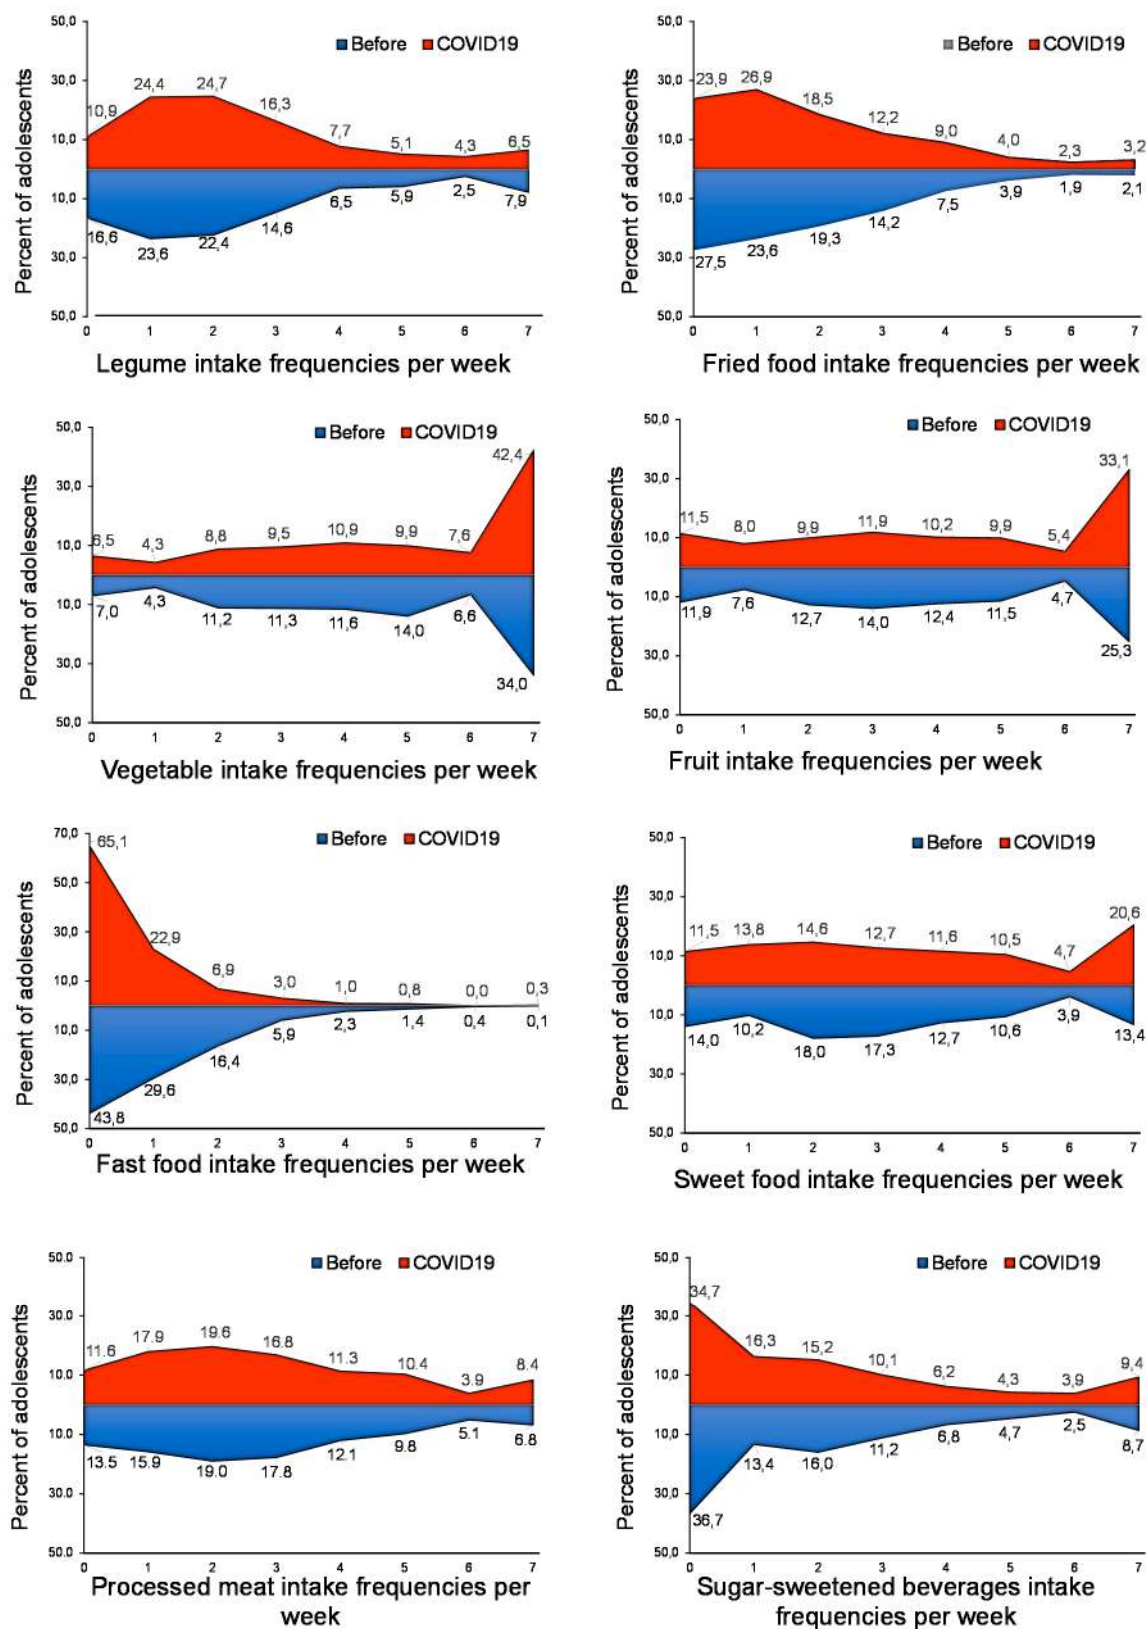 50,0
Before COVID19
30,0
24,4 24,7
10,9
16,3
10,0
7,7 5,1 4,3 6,5
Percent of adolescents
10,0
16,6 23,6 22,4 14,6 6,5 5,9 2,5 7,9
30,0
50,0
0 1 2 3 4 5 6 7
Legume intake frequencies per week
50,0
Before COVID19
30,0
23,9 26,9
18,5
12,2 9,0
10,0
4,0 2,3 3,2
Percent of adolescents
10,0
27,5 23,6 19,3 14,2 7,5 3,9 1,9 2,1
30,0
50,0
0 1 2 3 4 5 6 7
Fried food intake frequencies per week
50,0
Before COVID19
42,4
30,0
10,0
6,5 4,3 8,8 9,5 10,9 9,9 7,6
Percent of adolescents
10,0
7,0 4,3 11,2 11,3 11,6 14,0 6,6
30,0
34,0
50,0
0 1 2 3 4 5 6 7
Vegetable intake frequencies per week
50,0
Before COVID19
33,1
30,0
11,5 8,0 9,9 11,9 10,2 9,9 5,4
10,0
Percent of adolescents
10,0
11,9 7,6 12,7 14,0 12,4 11,5 4,7
25,3
30,0
50,0
0 1 2 3 4 5 6 7
Fruit intake frequencies per week
70,0
Before COVID19
65,1
50,0
30,0
22,9
10,0
6,9 3,0 1,0 0,8 0,0 0,3
Percent of adolescents
10,0
43,8 29,6 16,4 5,9 2,3 1,4 0,4 0,1
30,0
50,0
0 1 2 3 4 5 6 7
Fast food intake frequencies per week
50,0
Before COVID19
30,0
20,6
11,5 13,8 14,6 12,7 11,6 10,5 4,7
10,0
Percent of adolescents
10,0
14,0 10,2 18,0 17,3 12,7 10,6 3,9 13,4
30,0
50,0
0 1 2 3 4 5 6 7
Sweet food intake frequencies per week
50.0
Before COVID19
30.0
11.6 17.9 19.6 16.8 11.3 10.4 3.9 8.4
10.0
Percent of adolescents
10.0
13.5 15.9 19.0 17.8 12.1 9.8 5.1 6.8
30.0
50.0
0 1 2 3 4 5 6 7
Processed meat intake frequencies per
week
50,0
Before COVID19
34,7
30,0
16,3 15,2 10,1 6,2 4,3 3,9 9,4
10,0
Percent of adolescents
10,0
36,7 13,4 16,0 11,2 6,8 4,7 2,5 8,7
30,0
50,0
0 1 2 3 4 5 6 7
Sugar-sweetened beverages intake
frequencies per week